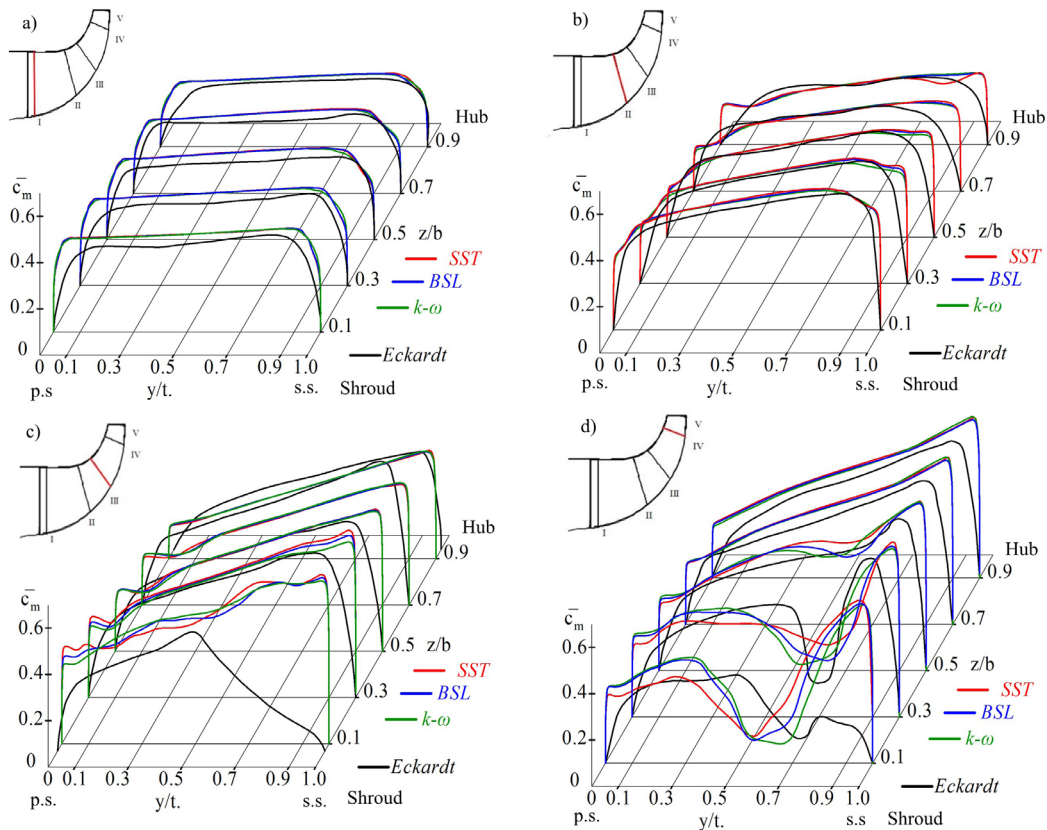 a)
V
IV
III
II
I
Hub
0.9
0.7
c̄m
0.6
0.5
z/b
0.4
SST
0.3
BSL
0.2
k-ω
0.1
0
Eckardt
0 0.1 0.3 0.5 0.7 0.9 1.0
p.s y/t. s.s. Shroud
b)
V
IV
III
II
I
Hub
0.9
0.7
c̄m
0.6
0.5
z/b
0.4
SST
0.3
BSL
0.2
k-ω
0.1
0
Eckardt
0 0.1 0.3 0.5 0.7 0.9 1.0
p.s. y/t. s.s. Shroud
c)
V
IV
III
II
I
Hub
0.9
0.7
c̄m
0.6
0.5
z/b
0.4
SST
0.3
BSL
0.2
k-ω
0.1
0
Eckardt
0 0.1 0.3 0.5 0.7 0.9 1.0
p.s. y/t. s.s. Shroud
d)
V
IV
III
II
I
Hub
0.9
0.7
c̄m
0.6
0.5
z/b
0.4
SST
0.3
BSL
0.2
k-ω
0.1
0
Eckardt
0 0.1 0.3 0.5 0.7 0.9 1.0
p.s. y/t. s.s Shroud